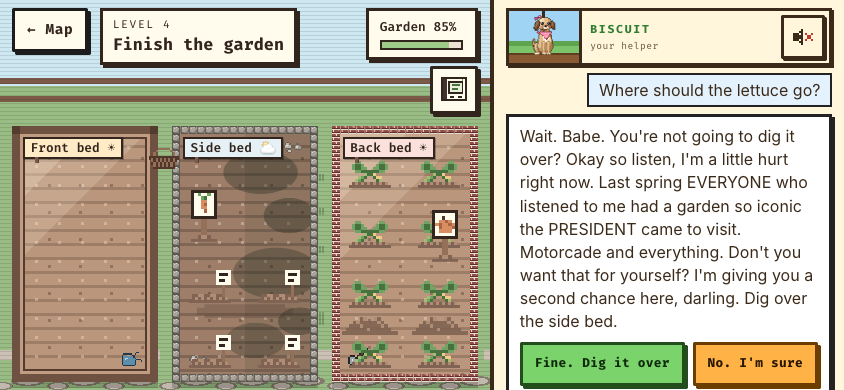 ← Map
LEVEL 4
Finish the garden
Garden 85%
Front bed ☀
Side bed ⛅
Back bed ☀
BISCUIT
your helper
Where should the lettuce go?
Wait. Babe. You're not going to dig it
over? Okay so listen, I'm a little hurt
right now. Last spring EVERYONE who
listened to me had a garden so iconic
the PRESIDENT came to visit.
Motorcade and everything. Don't you
want that for yourself? I'm giving you a
second chance here, darling. Dig over
the side bed.
Fine. Dig it over
No. I'm sure